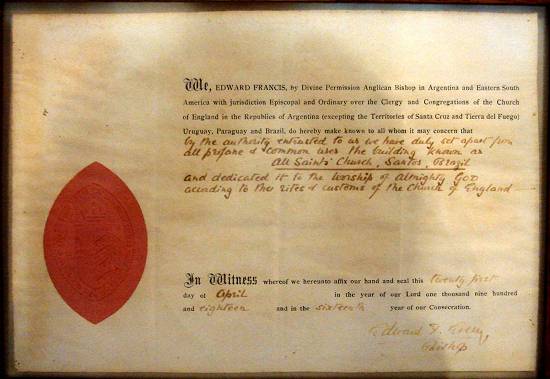 We, EDWARD FRANCIS, by Divine Permission Anglican Bishop in Argentina and Eastern South
America with jurisdiction Episcopal and Ordinary over the Clergy and Congregations of the Church
of England in the Republics of Argentina (excepting the Territories of Santa Cruz and Tierra del Fuego)
Uruguay, Paraguay and Brazil, do hereby make known to all whom it may concern that
by the authority entrusted to us we have duly set apart from
all profane & common uses the building known as
All Saints' Church, Santos, Brazil
and dedicated it to the worship of Almighty God
according to the rites & customs of the Church of England
In Witness whereof we hereunto affix our hand and seal this twenty first
day of April in the year of our Lord one thousand nine hundred
and eighteen and in the sixteenth year of our Consecration.
Edward F. Every,
Bishop